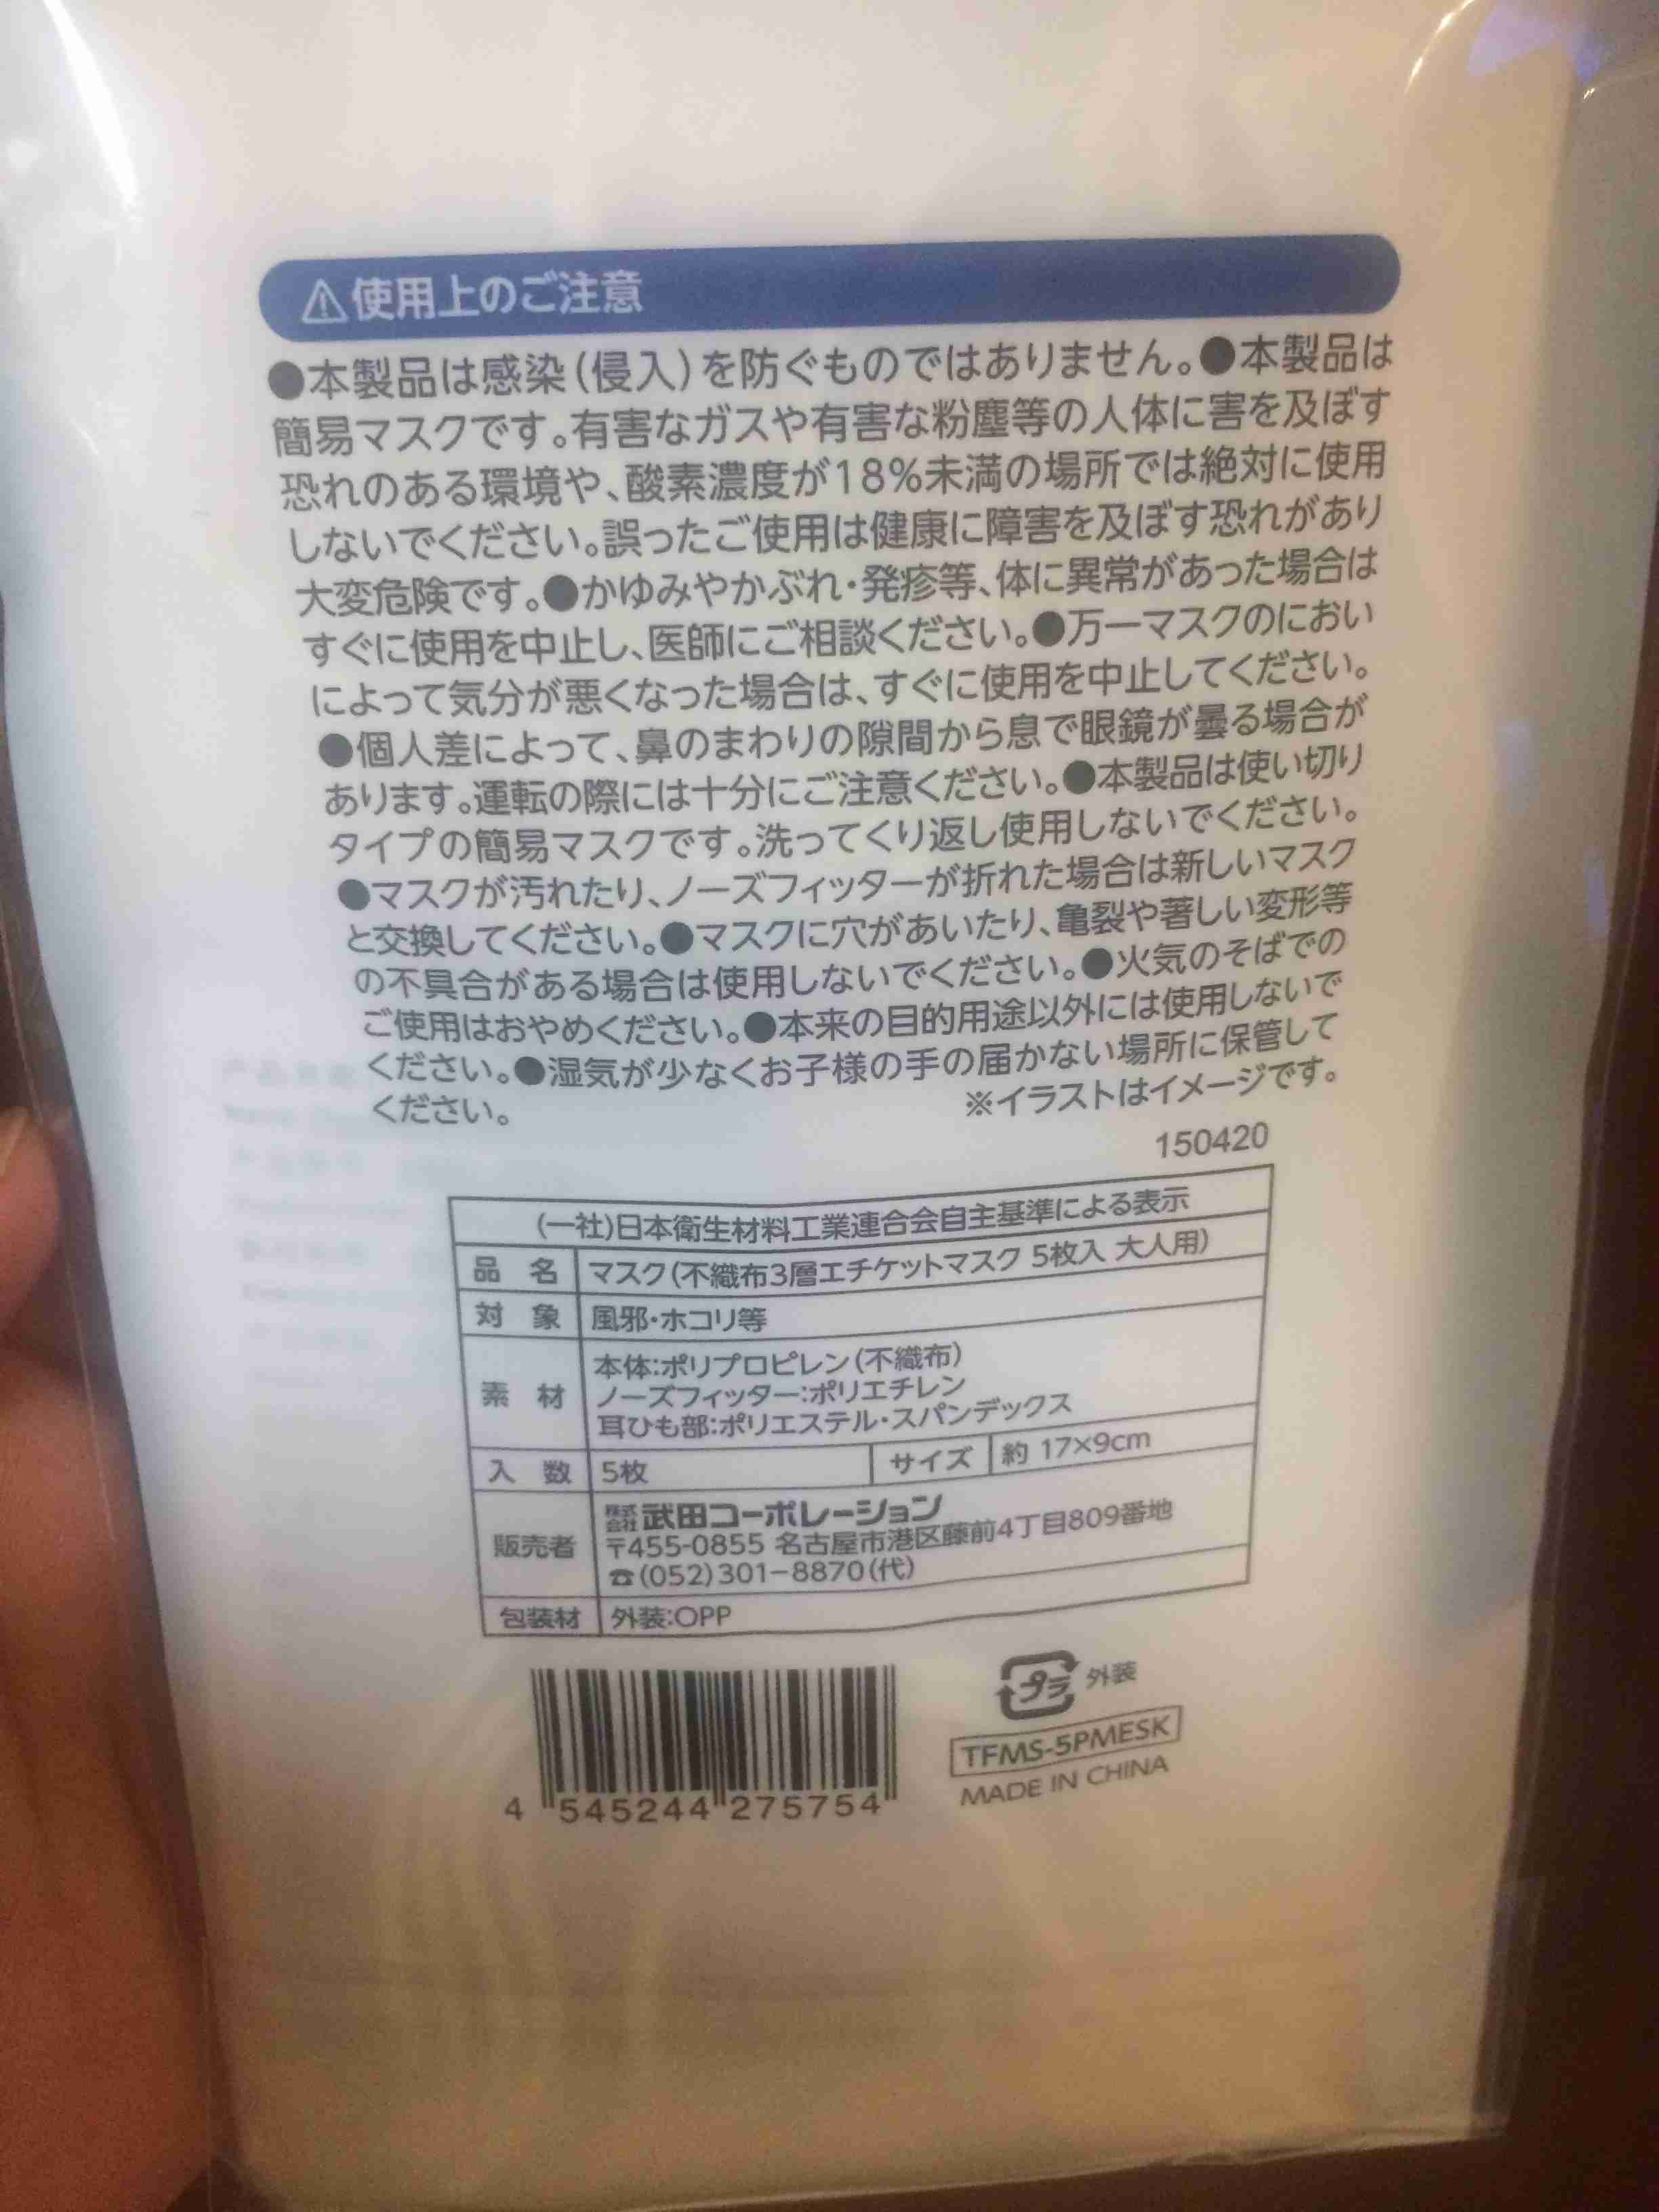 ⚠使用上のご注意
●本製品は感染(侵入)を防ぐものではありません。●本製品は
簡易マスクです。有害なガスや有害な粉塵等の人体に害を及ぼす
恐れのある環境や、酸素濃度が18%未満の場所では絶対に使用
しないでください。誤ったご使用は健康に障害を及ぼす恐れがあり
大変危険です。●かゆみやかぶれ・発疹等、体に異常があった場合は
すぐに使用を中止し、医師にご相談ください。●万一マスクのにおい
によって気分が悪くなった場合は、すぐに使用を中止してください。
●個人差によって、鼻のまわりの隙間から息で眼鏡が曇る場合が
あります。運転の際には十分にご注意ください。●本製品は使い切り
タイプの簡易マスクです。洗ってくり返し使用しないでください。
●マスクが汚れたり、ノーズフィッターが折れた場合は新しいマスク
と交換してください。●マスクに穴があいたり、亀裂や著しい変形等
の不具合がある場合は使用しないでください。●火気のそばでの
ご使用はおやめください。●本来の目的用途以外には使用しないで
ください。●湿気が少なくお子様の手の届かない場所に保管して
ください。 ※イラストはイメージです。
150420
(一社)日本衛生材料工業連合会自主基準による表示
品 名 マスク(不織布3層エチケットマスク 5枚入 大人用)
対 象 風邪・ホコリ等
素 材 本体:ポリプロピレン(不織布)
ノーズフィッター:ポリエチレン
耳ひも部:ポリエステル・スパンデックス
入 数 5枚 サイズ 約 17×9cm
販売者 株式会社 武田コーポレーション
〒455-0855 名古屋市港区藤前4丁目809番地
☎(052)301-8870(代)
包装材 外装:OPP
プラ 外装
TFMS-5PMESK
MADE IN CHINA
4 545244 275754